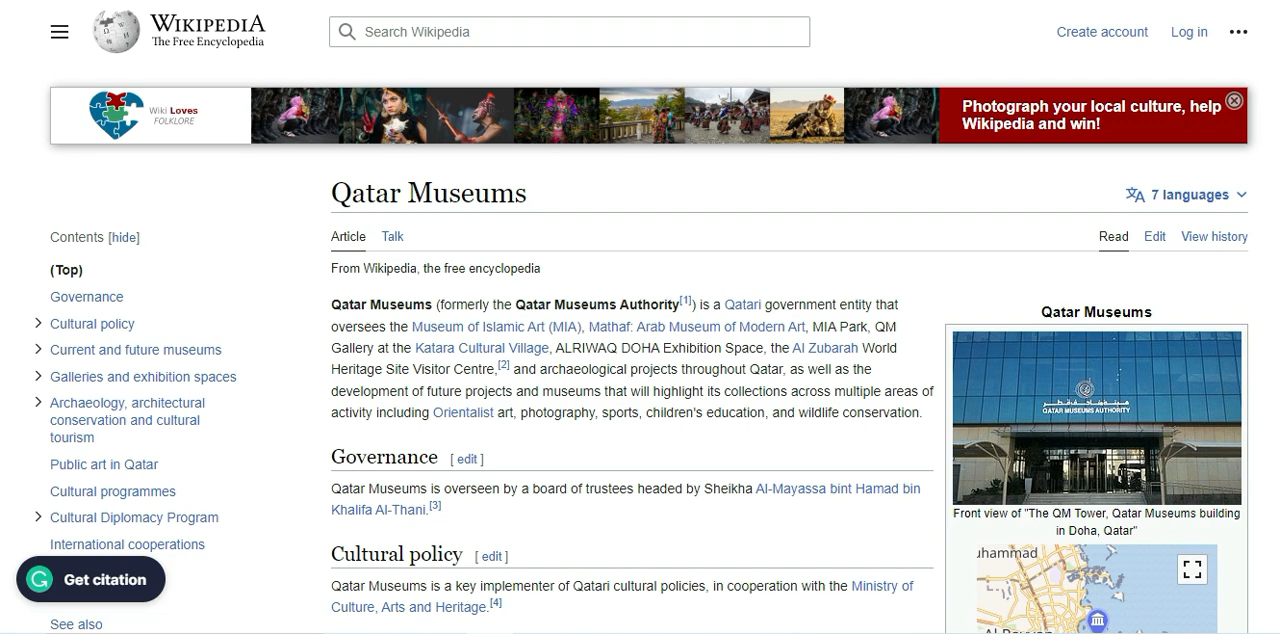 WIKIPEDIA
The Free Encyclopedia
Search Wikipedia
Create account
Log in
Wiki Loves
FOLKLORE
Photograph your local culture, help
Wikipedia and win!
Qatar Museums
7 languages
Contents [hide]
(Top)
Governance
Cultural policy
Current and future museums
Galleries and exhibition spaces
Archaeology, architectural
conservation and cultural
tourism
Public art in Qatar
Cultural programmes
Cultural Diplomacy Program
International cooperations
Get citation
See also
Article
Talk
Read
Edit
View history
From Wikipedia, the free encyclopedia
Qatar Museums (formerly the Qatar Museums Authority[1]) is a Qatari government entity that
oversees the Museum of Islamic Art (MIA), Mathaf: Arab Museum of Modern Art, MIA Park, QM
Gallery at the Katara Cultural Village, ALRIWAQ DOHA Exhibition Space, the Al Zubarah World
Heritage Site Visitor Centre,[2] and archaeological projects throughout Qatar, as well as the
development of future projects and museums that will highlight its collections across multiple areas of
activity including Orientalist art, photography, sports, children's education, and wildlife conservation.
Governance [ edit ]
Qatar Museums is overseen by a board of trustees headed by Sheikha Al-Mayassa bint Hamad bin
Khalifa Al-Thani.[3]
Cultural policy [ edit ]
Qatar Museums is a key implementer of Qatari cultural policies, in cooperation with the Ministry of
Culture, Arts and Heritage.[4]
Qatar Museums
QATAR MUSEUMS AUTHORITY
Front view of "The QM Tower, Qatar Museums building
in Doha, Qatar"